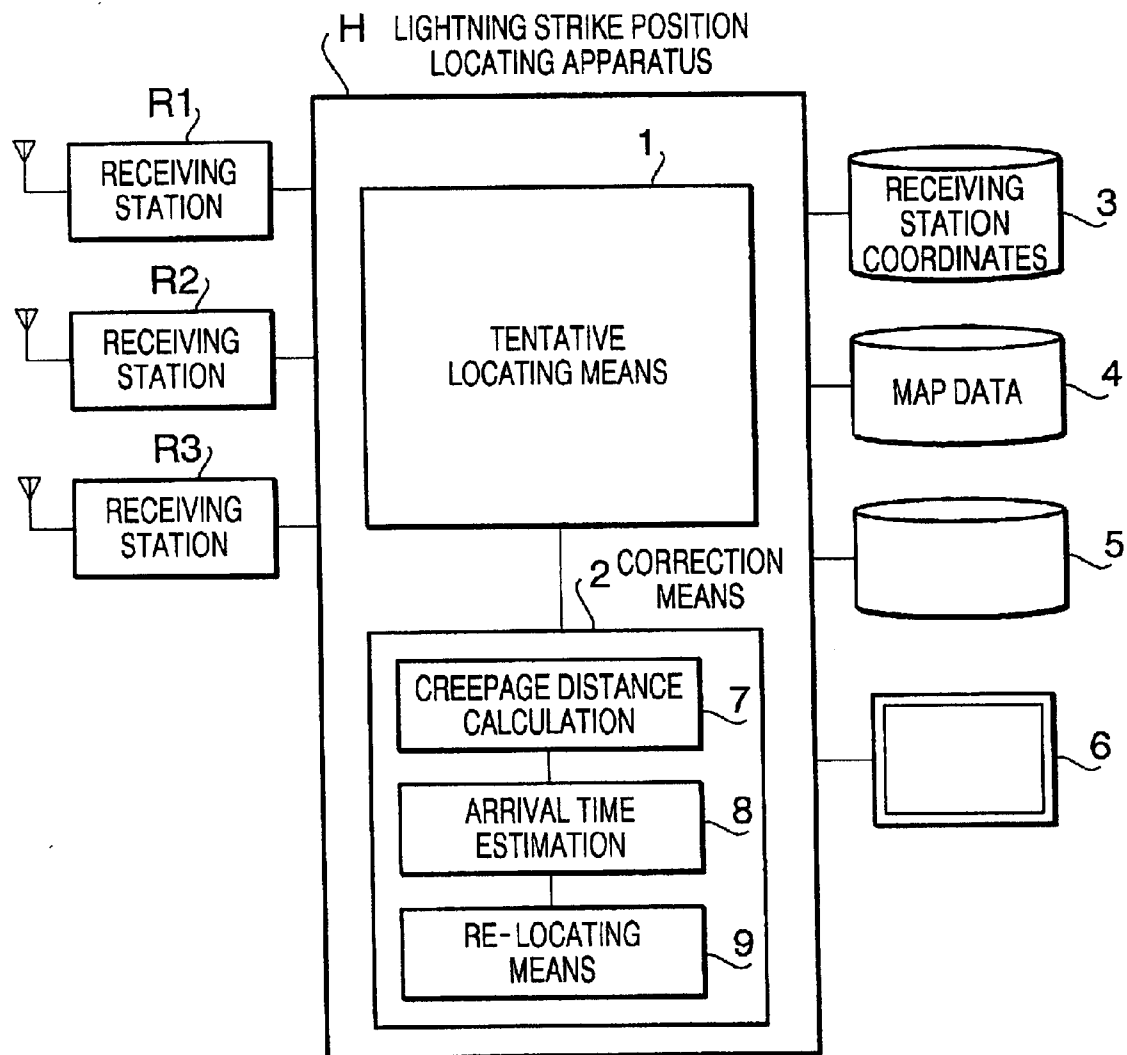 H LIGHTNING STRIKE POSITION
LOCATING APPARATUS
R1
RECEIVING
STATION
R2
RECEIVING
STATION
R3
RECEIVING
STATION
1
TENTATIVE
LOCATING MEANS
2 CORRECTION
MEANS
CREEPAGE DISTANCE
CALCULATION
7
ARRIVAL TIME
ESTIMATION
8
RE-LOCATING
MEANS
9
RECEIVING
STATION
COORDINATES
3
MAP DATA
4
5
6